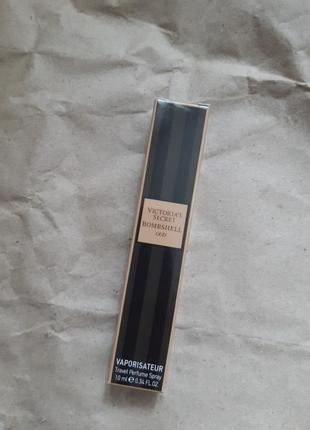 VICTORIA'S
SECRET
BOMBSHELL
OUD
VAPORISATEUR
Travel Perfume Spray
10 ml ℮ 0.34 FL.OZ.